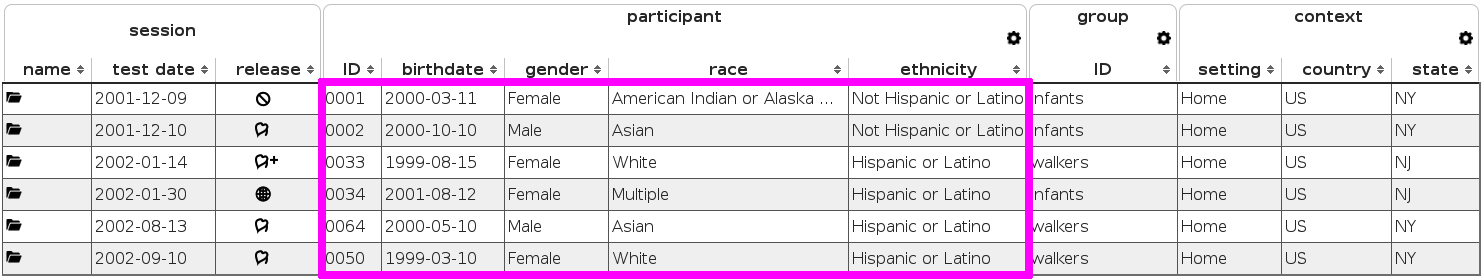 session participant group context
name test date release ID birthdate gender race ethnicity ID setting country state
2001-12-09 0001 2000-03-11 Female American Indian or Alaska ... Not Hispanic or Latino nfants Home US NY
2001-12-10 0002 2000-10-10 Male Asian Not Hispanic or Latino nfants Home US NY
2002-01-14 0033 1999-08-15 Female White Hispanic or Latino walkers Home US NJ
2002-01-30 0034 2001-08-12 Female Multiple Hispanic or Latino nfants Home US NJ
2002-08-13 0064 2000-05-10 Male Asian Hispanic or Latino walkers Home US NY
2002-09-10 0050 1999-03-10 Female White Hispanic or Latino walkers Home US NY